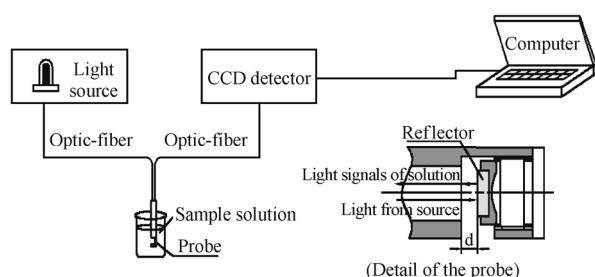 Light
source
CCD detector
Computer
Optic-fiber
Optic-fiber
Sample solution
Probe
Reflector
Light signals of solution
Light from source
d
(Detail of the probe)